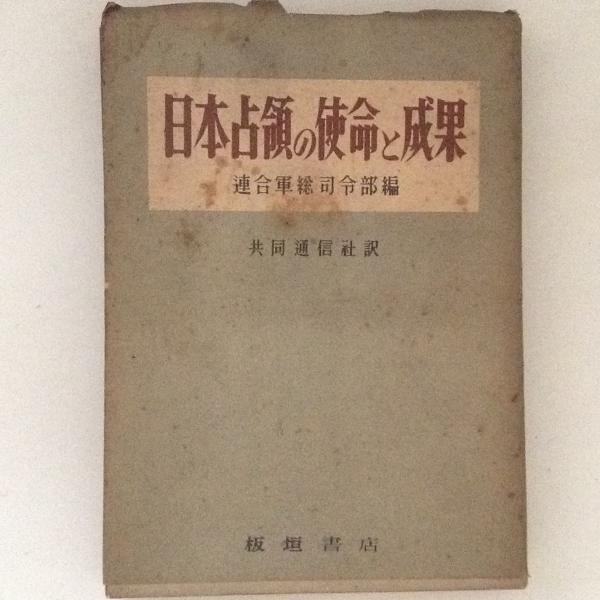 日本占領の使命と成果
連合軍総司令部編
共同通信社訳
板垣書店